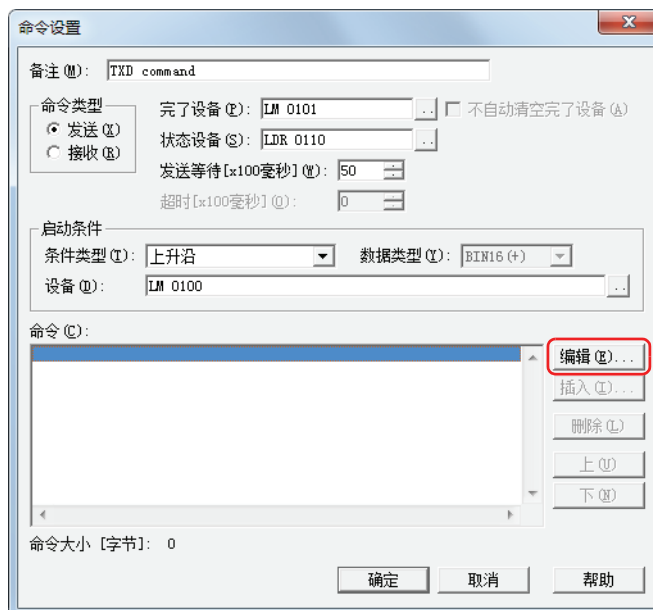 命令设置
备注(M): TXD command
命令类型
发送(X)
接收(R)
完了设备(P): LM 0101 .. 不自动清空完了设备(A)
状态设备(S): LDR 0110 ..
发送等待[x100毫秒](W): 50
超时[x100毫秒](O): 0
启动条件
条件类型(T): 上升沿 数据类型(Y): BIN16(+)
设备(D): LM 0100 ..
命令(C):
编辑(E)...
插入(I)...
删除(L)
上(U)
下(N)
命令大小 [字节]: 0
确定 取消 帮助